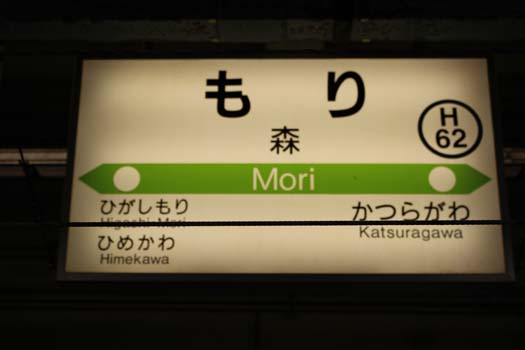 もり
森
H
62
Mori
ひがしもり
Higashi-Mori
ひめかわ
Himekawa
かつらがわ
Katsuragawa